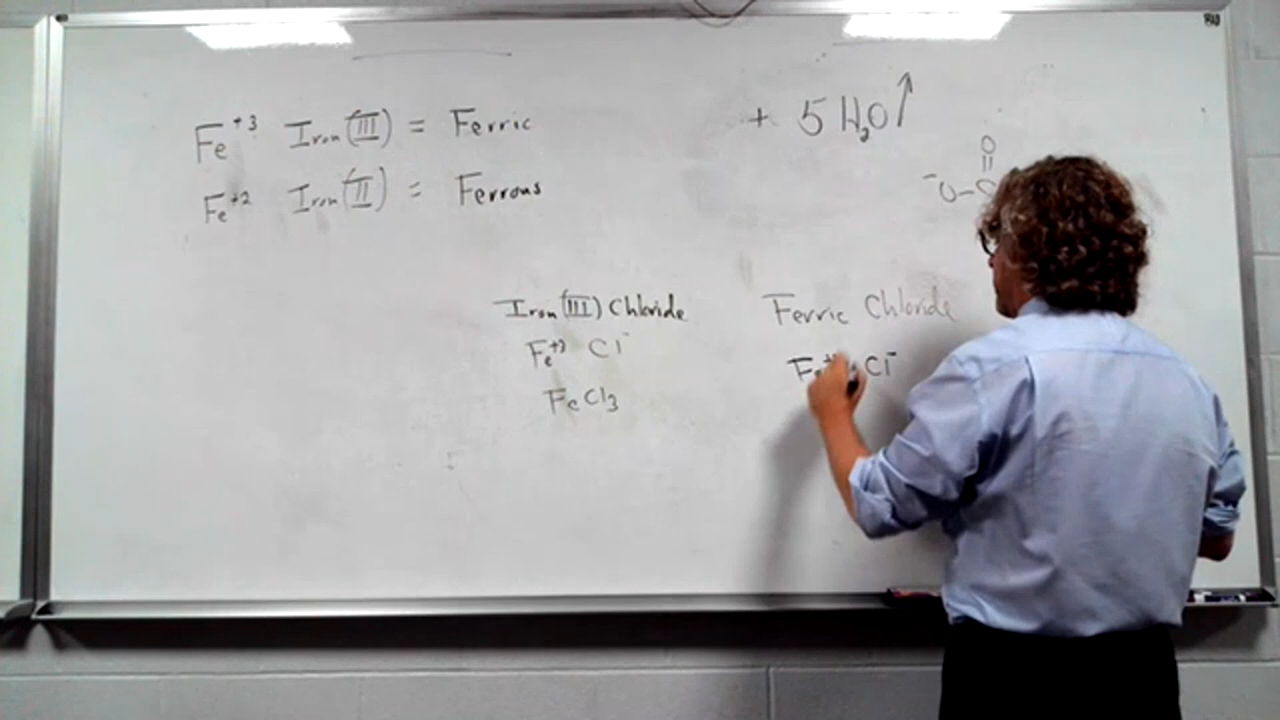 Fe+3 Iron (III) = Ferric
Fe+2 Iron (II) = Ferrous
+ 5 H2O ↑
O
-O-C
Iron (III) Chloride
Fe+3 Cl-
FeCl3
Ferric Chloride
Cl-